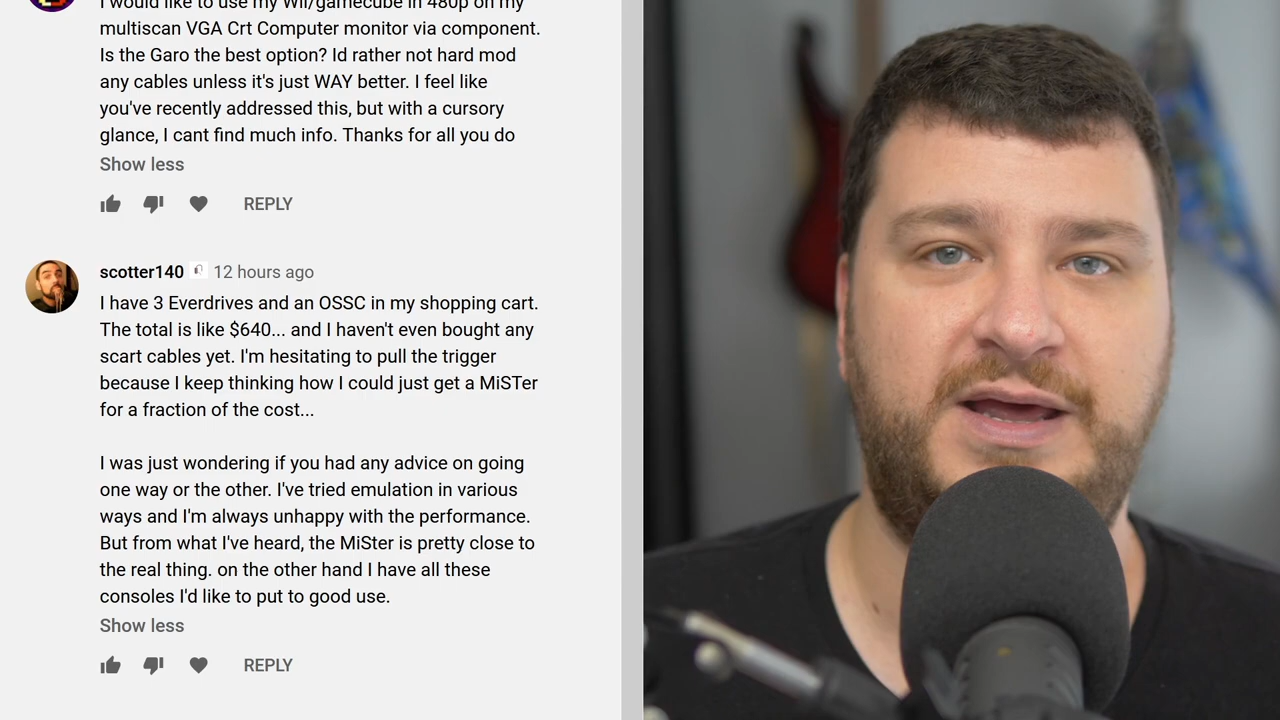 I would like to use my Wii/gamecube in 480p on my
multiscan VGA Crt Computer monitor via component.
Is the Garo the best option? Id rather not hard mod
any cables unless it's just WAY better. I feel like
you've recently addressed this, but with a cursory
glance, I cant find much info. Thanks for all you do
Show less
REPLY
scotter140 12 hours ago
I have 3 Everdrives and an OSSC in my shopping cart.
The total is like $640... and I haven't even bought any
scart cables yet. I'm hesitating to pull the trigger
because I keep thinking how I could just get a MiSTer
for a fraction of the cost...
I was just wondering if you had any advice on going
one way or the other. I've tried emulation in various
ways and I'm always unhappy with the performance.
But from what I've heard, the MiSter is pretty close to
the real thing. on the other hand I have all these
consoles I'd like to put to good use.
Show less
REPLY